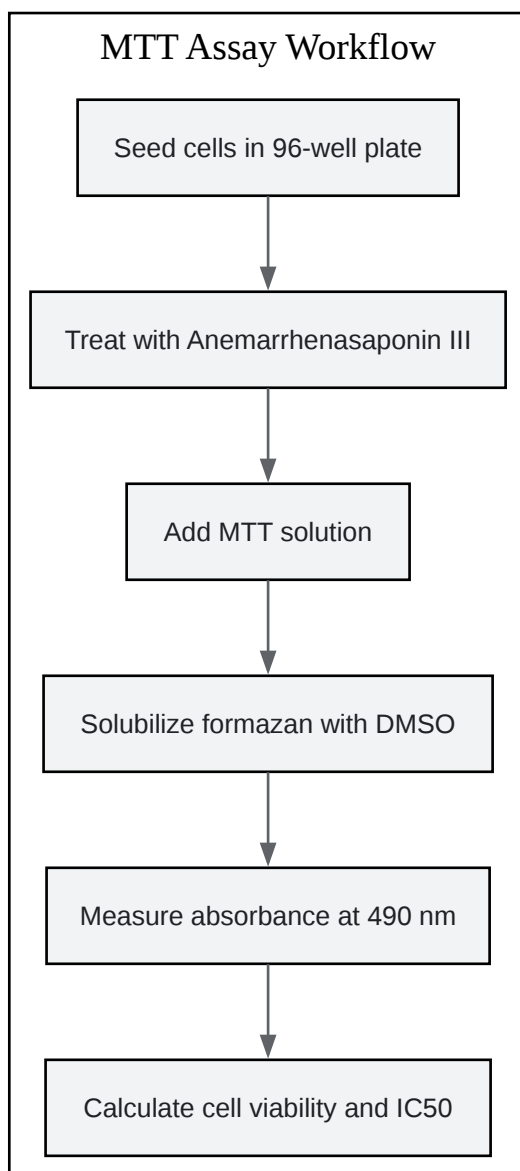 MTT Assay Workflow
Seed cells in 96-well plate
Treat with Anemarrhenasaponin III
Add MTT solution
Solubilize formazan with DMSO
Measure absorbance at 490 nm
Calculate cell viability and IC50